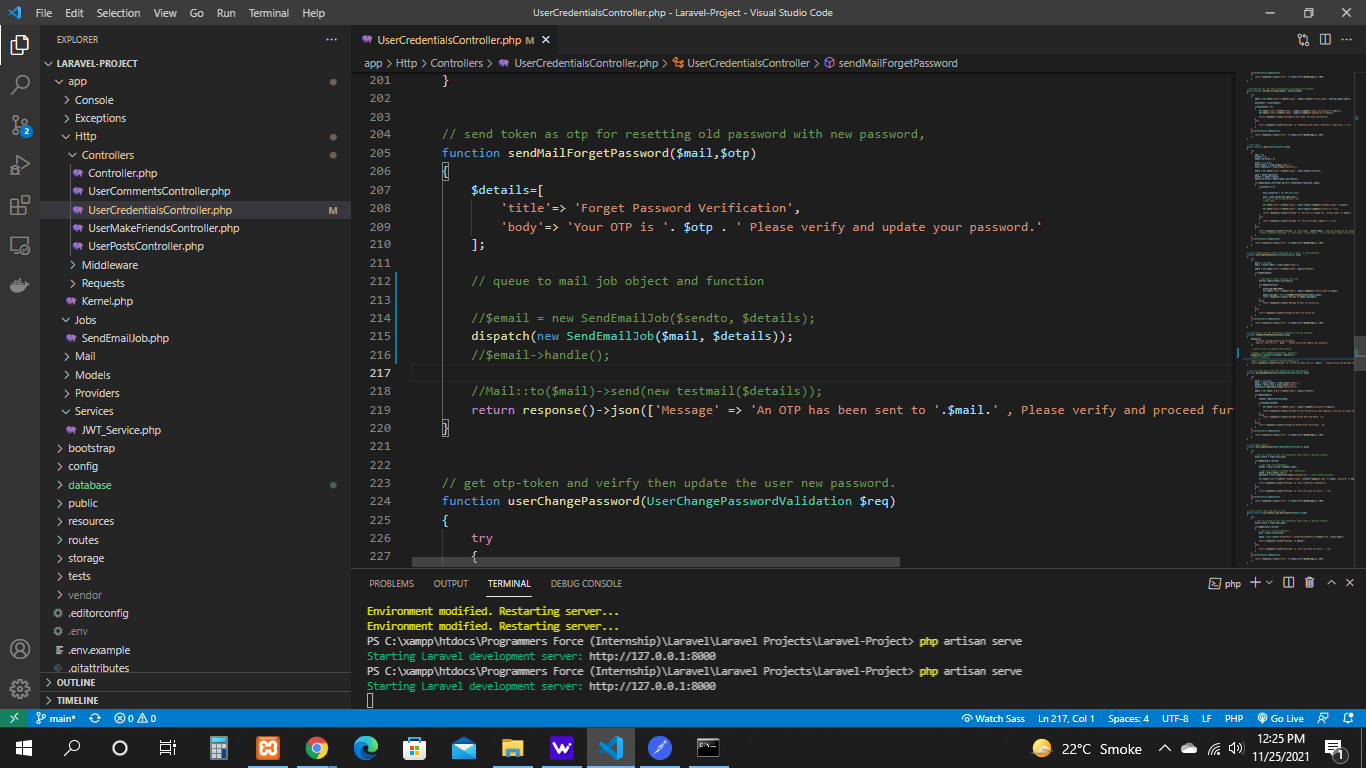 File Edit Selection View Go Run Terminal Help
UserCredentialsController.php - Laravel-Project - Visual Studio Code
EXPLORER
LARAVEL-PROJECT
app
Console
Exceptions
Http
Controllers
Controller.php
UserCommentsController.php
UserCredentialsController.php M
UserMakeFriendsController.php
UserPostsController.php
Middleware
Requests
Kernel.php
Jobs
SendEmailJob.php
Mail
Models
Providers
Services
JWT_Service.php
bootstrap
config
database
public
resources
routes
storage
tests
vendor
.editorconfig
.env
.env.example
.gitattributes
OUTLINE
TIMELINE
2
UserCredentialsController.php M
app > Http > Controllers > UserCredentialsController.php > UserCredentialsController > sendMailForgetPassword
201 }
202
203
204 // send token as otp for resetting old password with new password,
205 function sendMailForgetPassword($mail,$otp)
206 {
207 $details=[
208 'title'=> 'Forget Password Verification',
209 'body'=> 'Your OTP is '. $otp . ' Please verify and update your password.'
210 ];
211
212 // queue to mail job object and function
213
214 //$email = new SendEmailJob($sendto, $details);
215 dispatch(new SendEmailJob($mail, $details));
216 //$email->handle();
217
218 //Mail::to($mail)->send(new testmail($details));
219 return response()->json(['Message' => 'An OTP has been sent to '.$mail.' , Please verify and proceed fur
220 }
221
222
223 // get otp-token and veirfy then update the user new password.
224 function userChangePassword(UserChangePasswordValidation $req)
225 {
226 try
227 {
PROBLEMS OUTPUT TERMINAL DEBUG CONSOLE
php
Environment modified. Restarting server...
Environment modified. Restarting server...
PS C:\xampp\htdocs\Programmers Force (Internship)\Laravel\Laravel Projects\Laravel-Project> php artisan serve
Starting Laravel development server: http://127.0.0.1:8000
PS C:\xampp\htdocs\Programmers Force (Internship)\Laravel\Laravel Projects\Laravel-Project> php artisan serve
Starting Laravel development server: http://127.0.0.1:8000
main* 0 0
Watch Sass Ln 217, Col 1 Spaces: 4 UTF-8 LF PHP Go Live
22°C Smoke
12:25 PM
11/25/2021
1